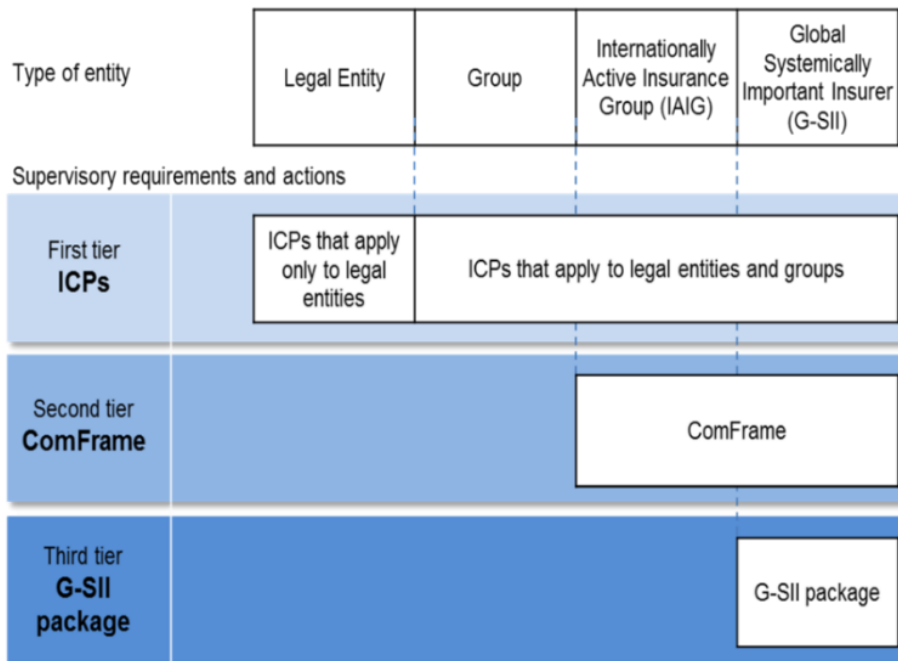 Type of entity
Legal Entity
Group
Internationally
Active Insurance
Group (IAIG)
Global
Systemically
Important Insurer
(G-SII)
Supervisory requirements and actions
First tier
ICPs
ICPs that apply
only to legal
entities
ICPs that apply to legal entities and groups
Second tier
ComFrame
ComFrame
Third tier
G-SII
package
G-SII package